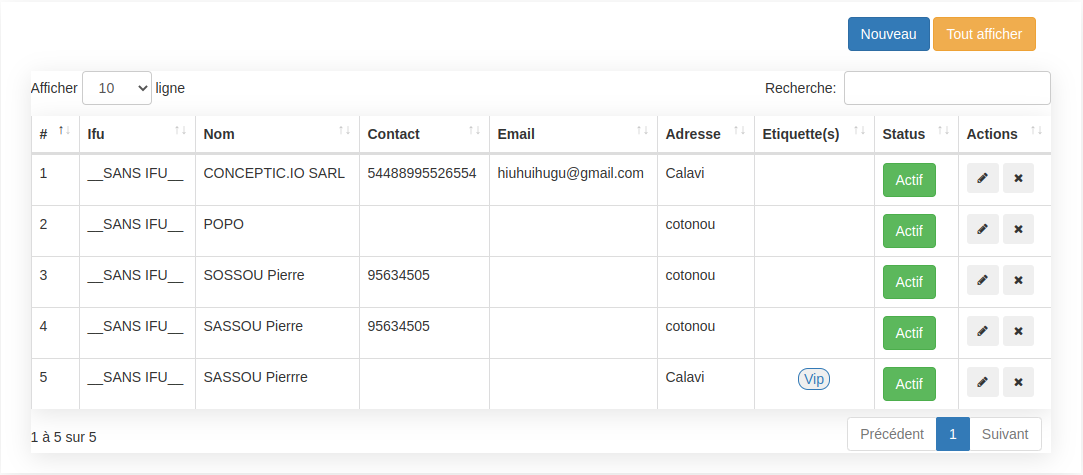 Nouveau Tout afficher
Afficher 10 ligne Recherche:
# Ifu Nom Contact Email Adresse Etiquette(s) Status Actions
1 __SANS IFU__ CONCEPTIC.IO SARL 54488995526554 hiuhuihugu@gmail.com Calavi Actif
2 __SANS IFU__ POPO cotonou Actif
3 __SANS IFU__ SOSSOU Pierre 95634505 cotonou Actif
4 __SANS IFU__ SASSOU Pierre 95634505 cotonou Actif
5 __SANS IFU__ SASSOU Pierrre Calavi Vip Actif
1 à 5 sur 5 Précédent 1 Suivant